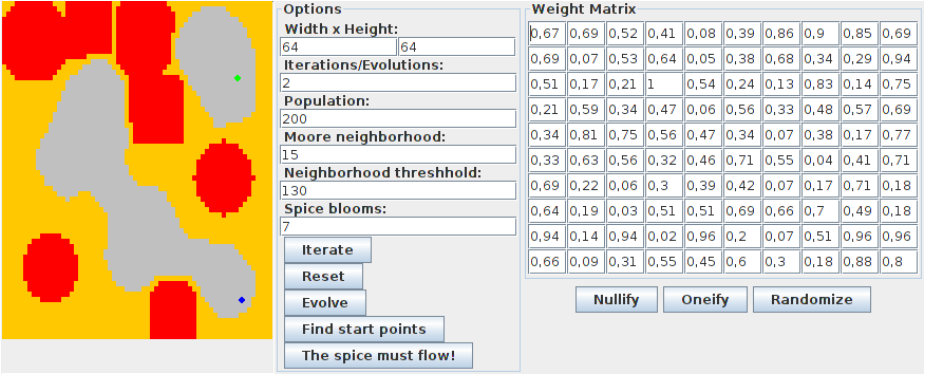 Options
Width x Height:
64 64
Iterations/Evolutions:
2
Population:
200
Moore neighborhood:
15
Neighborhood threshhold:
130
Spice blooms:
7
Iterate
Reset
Evolve
Find start points
The spice must flow!
Weight Matrix
0,67 0,69 0,52 0,41 0,08 0,39 0,86 0,9 0,85 0,69
0,69 0,07 0,53 0,64 0,05 0,38 0,68 0,34 0,29 0,94
0,51 0,17 0,21 1 0,54 0,24 0,13 0,83 0,14 0,75
0,21 0,59 0,34 0,47 0,06 0,56 0,33 0,48 0,57 0,69
0,34 0,81 0,75 0,56 0,47 0,34 0,07 0,38 0,17 0,77
0,33 0,63 0,56 0,32 0,46 0,71 0,55 0,04 0,41 0,71
0,69 0,22 0,06 0,3 0,39 0,42 0,07 0,17 0,71 0,18
0,64 0,19 0,03 0,51 0,51 0,69 0,66 0,7 0,49 0,18
0,94 0,14 0,94 0,02 0,96 0,2 0,07 0,51 0,96 0,96
0,66 0,09 0,31 0,55 0,45 0,6 0,3 0,18 0,88 0,8
Nullify Oneify Randomize